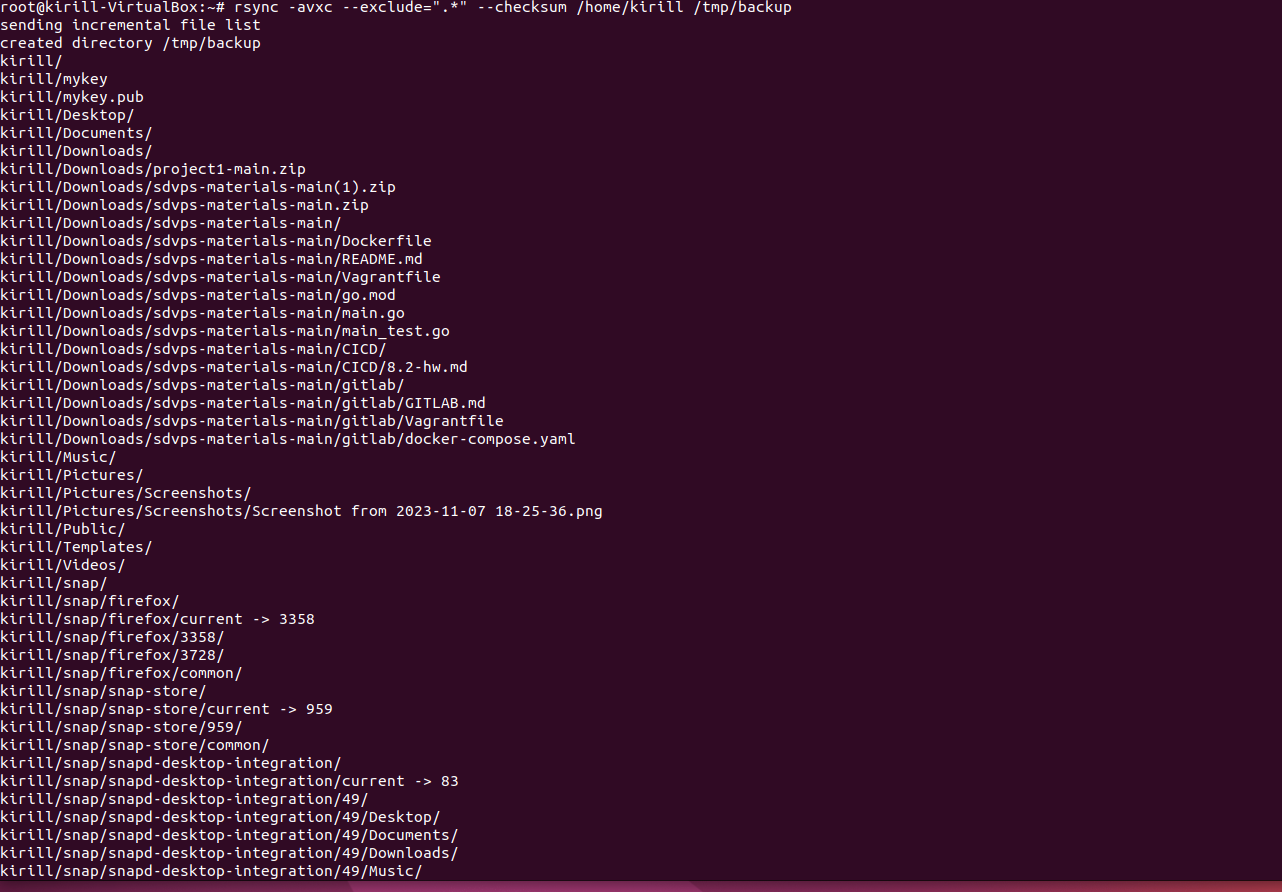 root@kirill-VirtualBox:~# rsync -avxc --exclude=".*" --checksum /home/kirill /tmp/backup
sending incremental file list
created directory /tmp/backup
kirill/
kirill/mykey
kirill/mykey.pub
kirill/Desktop/
kirill/Documents/
kirill/Downloads/
kirill/Downloads/project1-main.zip
kirill/Downloads/sdvps-materials-main(1).zip
kirill/Downloads/sdvps-materials-main.zip
kirill/Downloads/sdvps-materials-main/
kirill/Downloads/sdvps-materials-main/Dockerfile
kirill/Downloads/sdvps-materials-main/README.md
kirill/Downloads/sdvps-materials-main/Vagrantfile
kirill/Downloads/sdvps-materials-main/go.mod
kirill/Downloads/sdvps-materials-main/main.go
kirill/Downloads/sdvps-materials-main/main_test.go
kirill/Downloads/sdvps-materials-main/CICD/
kirill/Downloads/sdvps-materials-main/CICD/8.2-hw.md
kirill/Downloads/sdvps-materials-main/gitlab/
kirill/Downloads/sdvps-materials-main/gitlab/GITLAB.md
kirill/Downloads/sdvps-materials-main/gitlab/Vagrantfile
kirill/Downloads/sdvps-materials-main/gitlab/docker-compose.yaml
kirill/Music/
kirill/Pictures/
kirill/Pictures/Screenshots/
kirill/Pictures/Screenshots/Screenshot from 2023-11-07 18-25-36.png
kirill/Public/
kirill/Templates/
kirill/Videos/
kirill/snap/
kirill/snap/firefox/
kirill/snap/firefox/current -> 3358
kirill/snap/firefox/3358/
kirill/snap/firefox/3728/
kirill/snap/firefox/common/
kirill/snap/snap-store/
kirill/snap/snap-store/current -> 959
kirill/snap/snap-store/959/
kirill/snap/snap-store/common/
kirill/snap/snapd-desktop-integration/
kirill/snap/snapd-desktop-integration/current -> 83
kirill/snap/snapd-desktop-integration/49/
kirill/snap/snapd-desktop-integration/49/Desktop/
kirill/snap/snapd-desktop-integration/49/Documents/
kirill/snap/snapd-desktop-integration/49/Downloads/
kirill/snap/snapd-desktop-integration/49/Music/